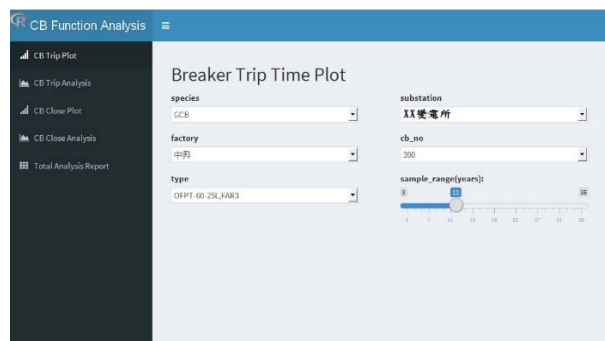 R CB Function Analysis
CB Trip Plot
CB Trip Analysis
CB Close Plot
CB Close Analysis
Total Analysis Report
Breaker Trip Time Plot
species
GCB
factory
中興
type
OFPT-60-25L,FAR3
substation
XX變電所
cb_no
390
sample_range(years):
3 12 35